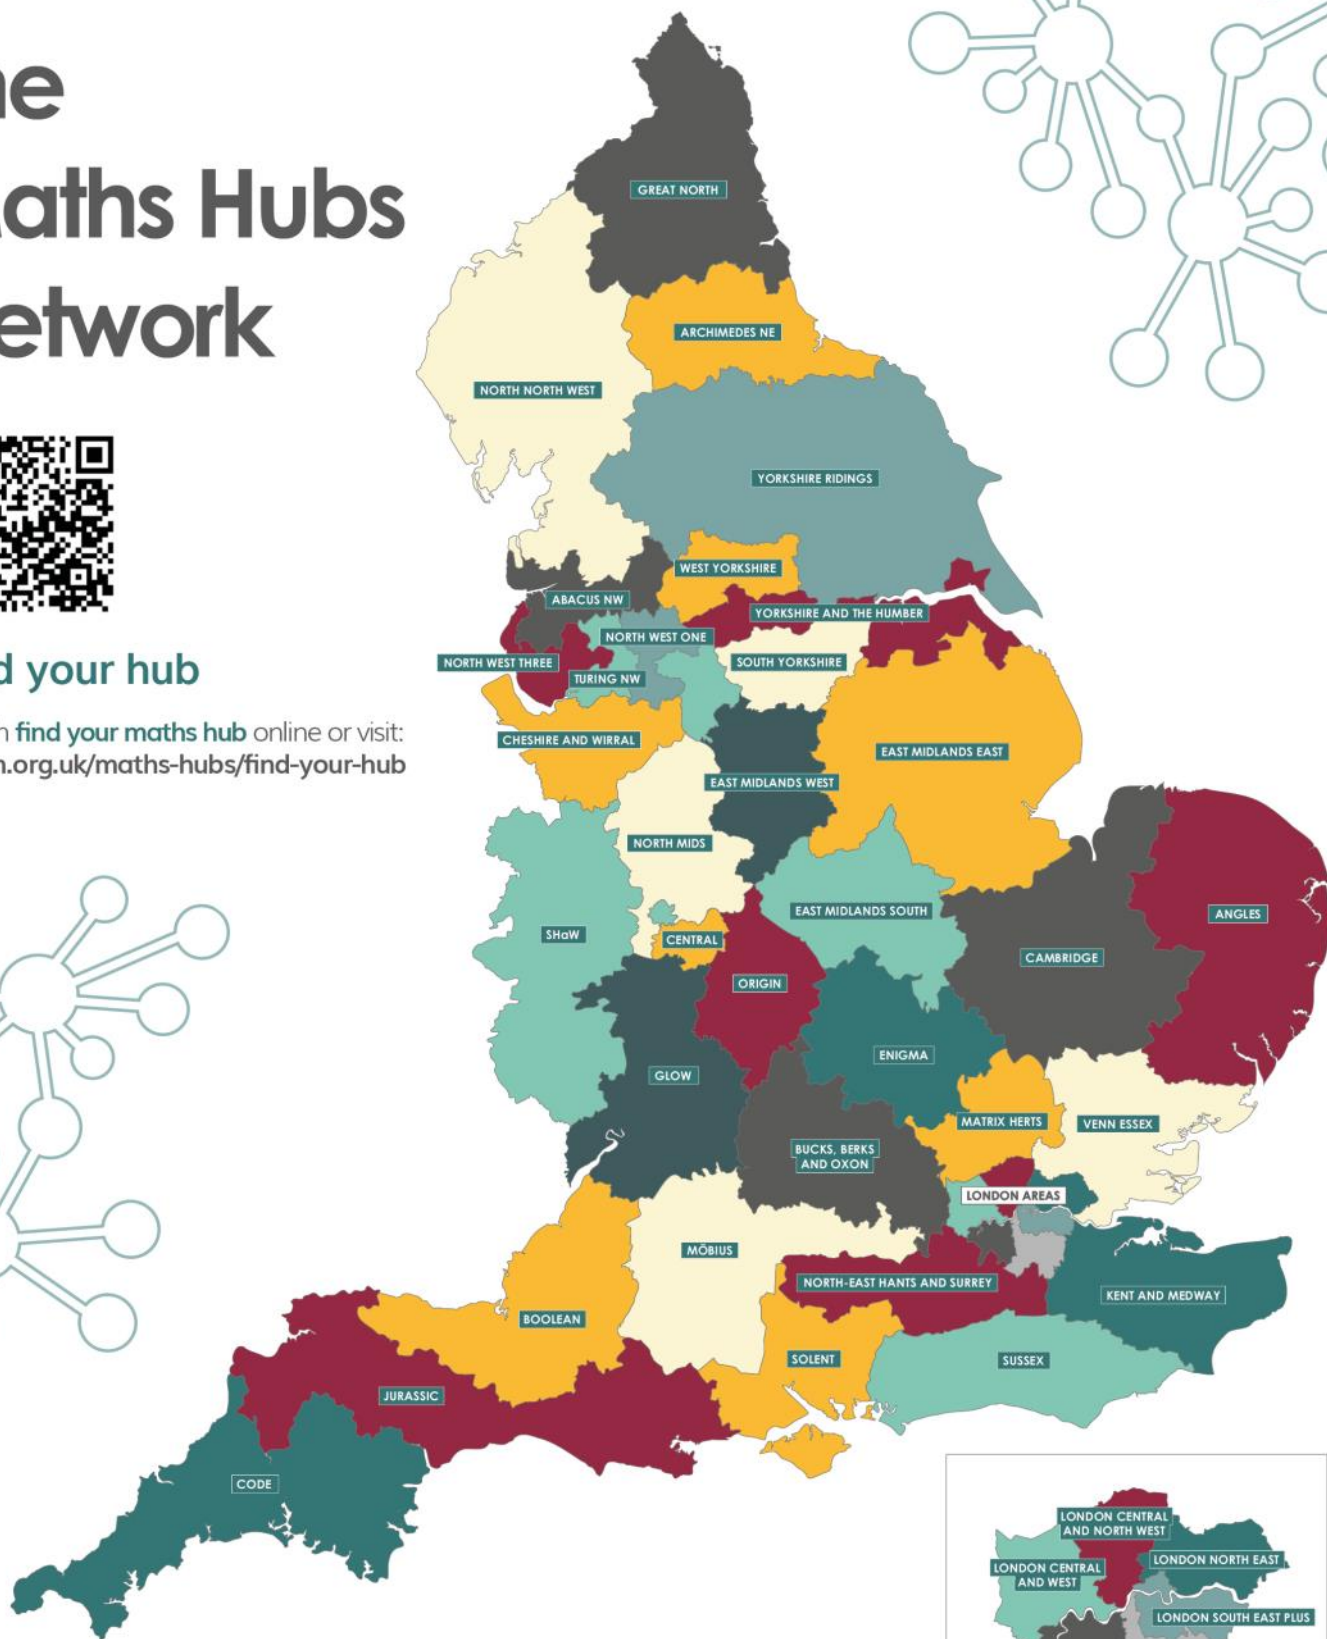 ne
aths Hubs
etwork
d your hub
find your maths hub online or visit:
.org.uk/maths-hubs/find-your-hub
GREAT NORTH
ARCHIMEDES NE
NORTH NORTH WEST
YORKSHIRE RIDINGS
WEST YORKSHIRE
ABACUS NW
YORKSHIRE AND THE HUMBER
NORTH WEST ONE
NORTH WEST THREE
SOUTH YORKSHIRE
TURING NW
CHESHIRE AND WIRRAL
EAST MIDLANDS EAST
EAST MIDLANDS WEST
NORTH MIDS
EAST MIDLANDS SOUTH
ANGLES
SHaW
CENTRAL
CAMBRIDGE
ORIGIN
ENIGMA
GLOW
MATRIX HERTS
VENN ESSEX
BUCKS, BERKS
AND OXON
LONDON AREAS
MÖBIUS
NORTH-EAST HANTS AND SURREY
KENT AND MEDWAY
BOOLEAN
SOLENT
SUSSEX
JURASSIC
CODE
LONDON CENTRAL
AND NORTH WEST
LONDON NORTH EAST
LONDON CENTRAL
AND WEST
LONDON SOUTH EAST PLUS